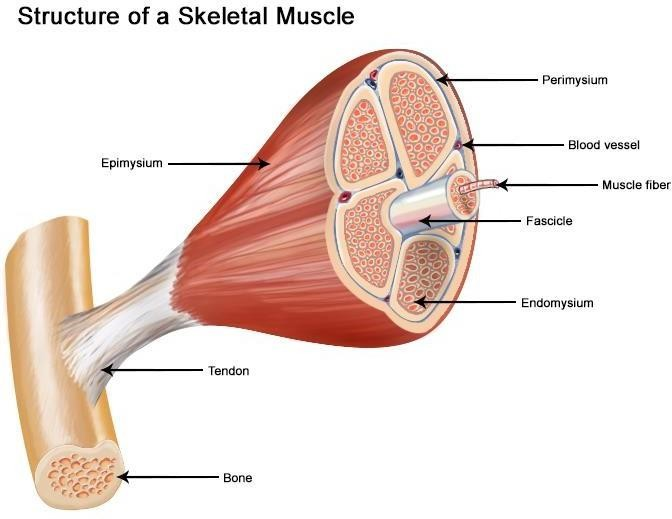 Structure of a Skeletal Muscle
Perimysium
Blood vessel
Epimysium
Muscle fiber
Fascicle
Endomysium
Tendon
Bone